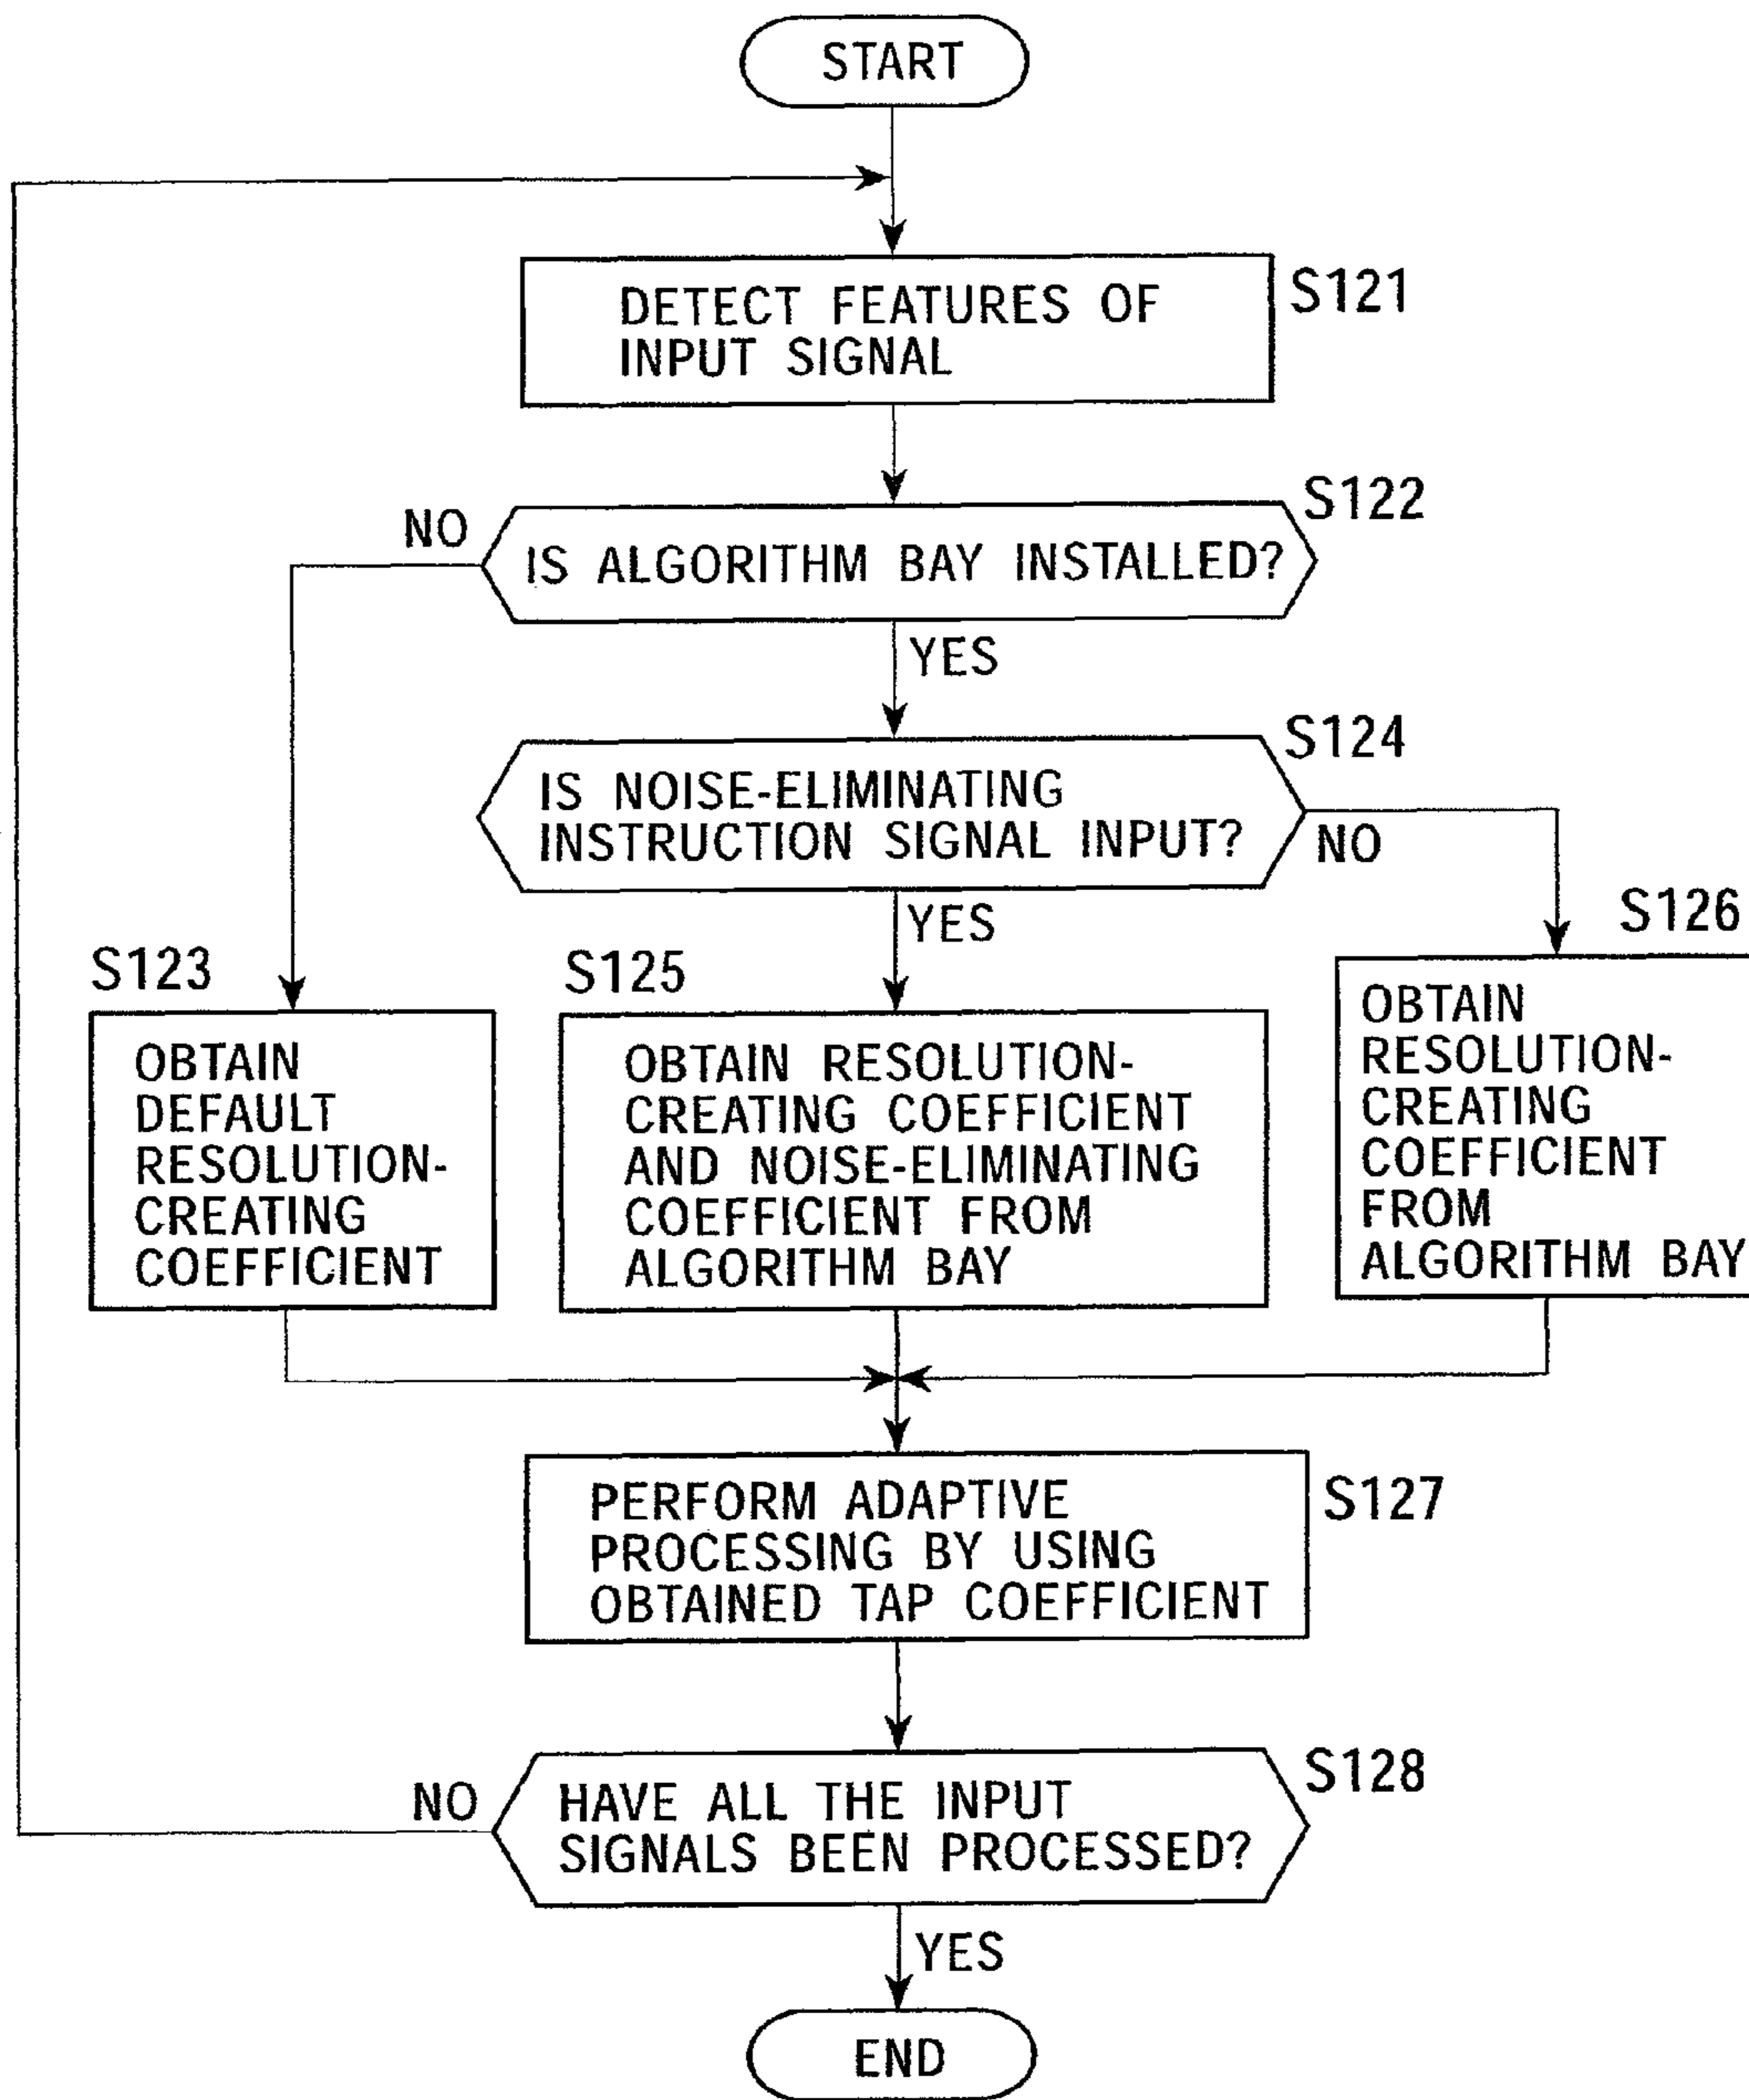 START
DETECT FEATURES OF
INPUT SIGNAL
S121
S122
NO
IS ALGORITHM BAY INSTALLED?
YES
S124
IS NOISE-ELIMINATING
INSTRUCTION SIGNAL INPUT?
NO
YES
S123
OBTAIN
DEFAULT
RESOLUTION-
CREATING
COEFFICIENT
S125
OBTAIN RESOLUTION-
CREATING COEFFICIENT
AND NOISE-ELIMINATING
COEFFICIENT FROM
ALGORITHM BAY
S126
OBTAIN
RESOLUTION-
CREATING
COEFFICIENT
FROM
ALGORITHM BAY
PERFORM ADAPTIVE
PROCESSING BY USING
OBTAINED TAP COEFFICIENT
S127
S128
NO
HAVE ALL THE INPUT
SIGNALS BEEN PROCESSED?
YES
END